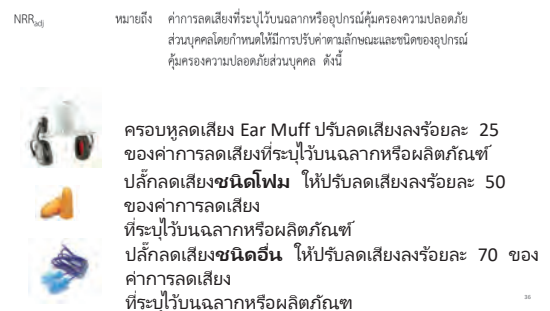 NRRadj หมายถึง ค่าการลดเสียงที่ระบุไว้บนฉลากหรืออุปกรณ์คุ้มครองความปลอดภัย
ส่วนบุคคลโดยกำหนดให้มีการปรับค่าตามลักษณะและชนิดของอุปกรณ์
คุ้มครองความปลอดภัยส่วนบุคคล ดังนี้
ครอบหูลดเสียง Ear Muff ปรับลดเสียงลงร้อยละ 25
ของค่าการลดเสียงที่ระบุไว้บนฉลากหรือผลิตภัณฑ์
ปลั๊กลดเสียงชนิดโฟม ให้ปรับลดเสียงลงร้อยละ 50
ของค่าการลดเสียง
ที่ระบุไว้บนฉลากหรือผลิตภัณฑ์
ปลั๊กลดเสียงชนิดอื่น ให้ปรับลดเสียงลงร้อยละ 70 ของ
ค่าการลดเสียง
ที่ระบุไว้บนฉลากหรือผลิตภัณฑ
36